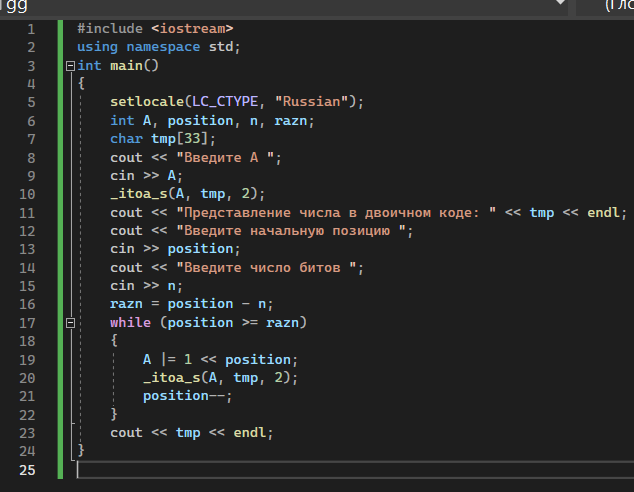 gg
1 #include <iostream>
2 using namespace std;
3 int main()
4 {
5 setlocale(LC_CTYPE, "Russian");
6 int A, position, n, razn;
7 char tmp[33];
8 cout << "Введите А ";
9 cin >> A;
10 _itoa_s(A, tmp, 2);
11 cout << "Представление числа в двоичном коде: " << tmp << endl;
12 cout << "Введите начальную позицию ";
13 cin >> position;
14 cout << "Введите число битов ";
15 cin >> n;
16 razn = position - n;
17 while (position >= razn)
18 {
19 A |= 1 << position;
20 _itoa_s(A, tmp, 2);
21 position--;
22 }
23 cout << tmp << endl;
24 }
25